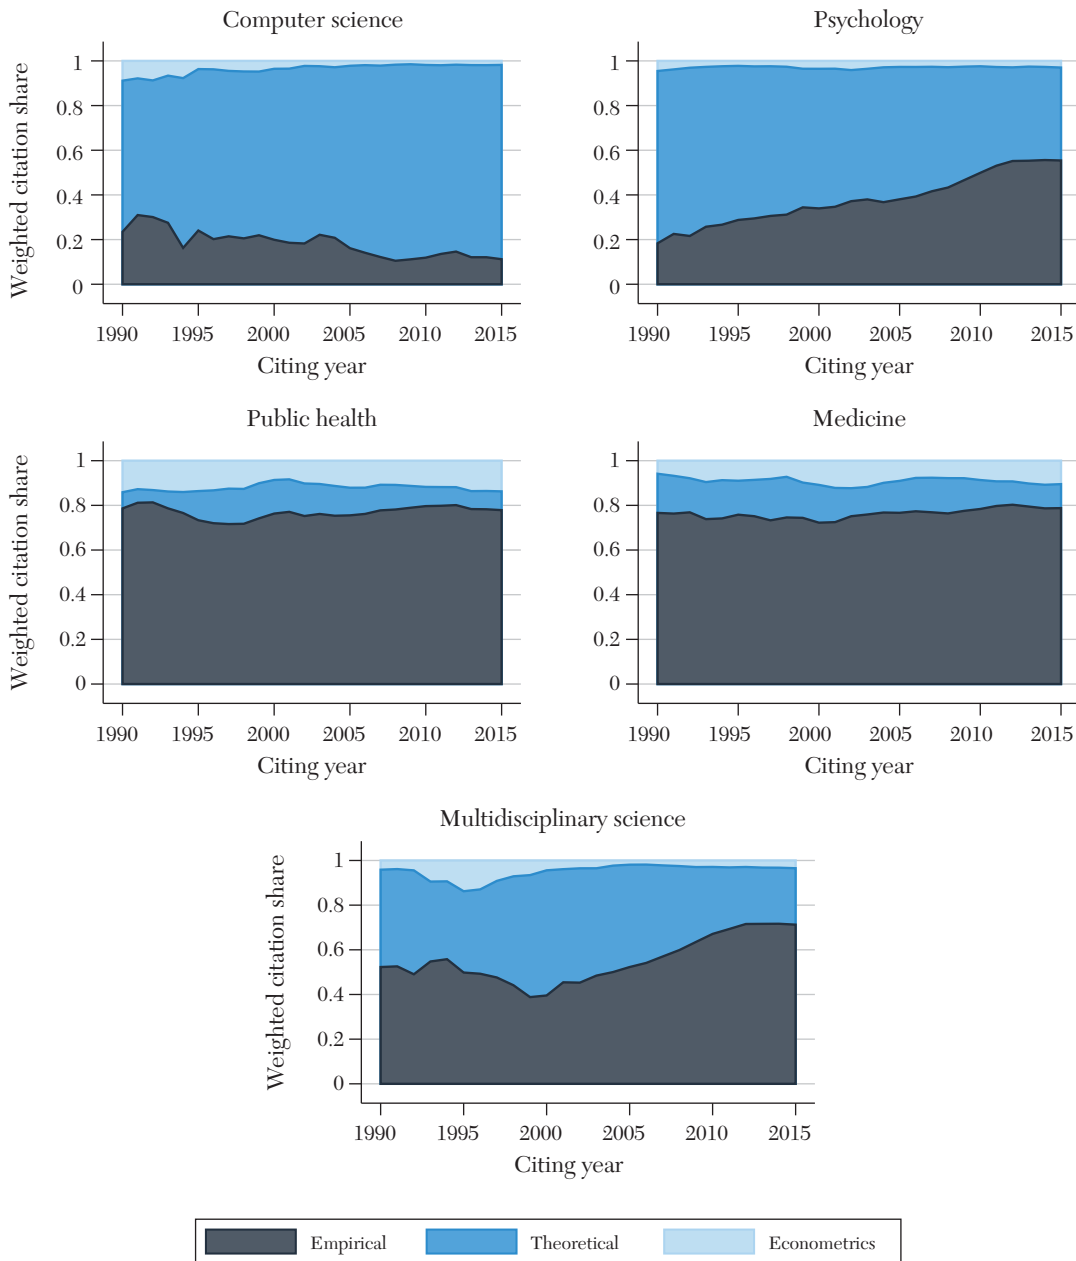 Computer science
Psychology
Weighted citation share
1
0.8
0.6
0.4
0.2
0
1990 1995 2000 2005 2010 2015
Citing year
1
0.8
0.6
0.4
0.2
0
1990 1995 2000 2005 2010 2015
Citing year
Public health
Medicine
Weighted citation share
1
0.8
0.6
0.4
0.2
0
1990 1995 2000 2005 2010 2015
Citing year
1
0.8
0.6
0.4
0.2
0
1990 1995 2000 2005 2010 2015
Citing year
Multidisciplinary science
Weighted citation share
1
0.8
0.6
0.4
0.2
0
1990 1995 2000 2005 2010 2015
Citing year
Empirical Theoretical Econometrics